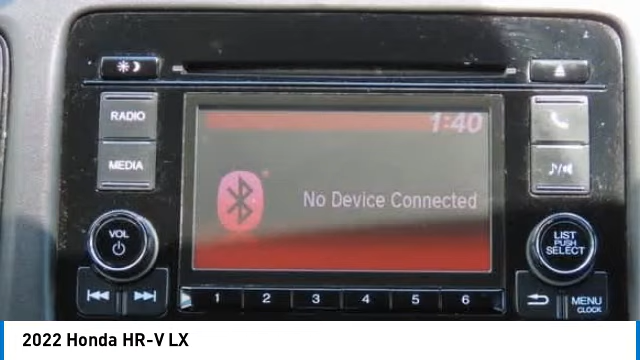 RADIO
1:40
MEDIA
No Device Connected
VOL
LIST
PUSH
SELECT
1 2 3 4 5 6
MENU
CLOCK
2022 Honda HR-V LX